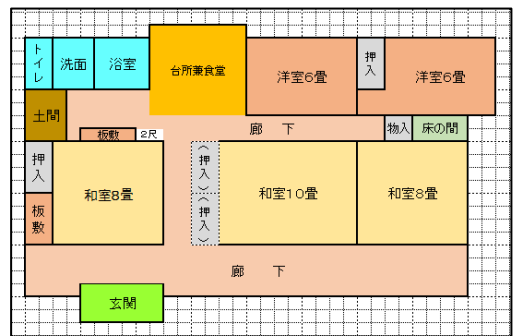 トイレ
洗面
浴室
台所兼食堂
洋室6畳
押入
洋室6畳
土間
板敷
2尺
廊下
物入
床の間
押入
和室8畳
(押入)
(押入)
和室10畳
和室8畳
板敷
廊下
玄関